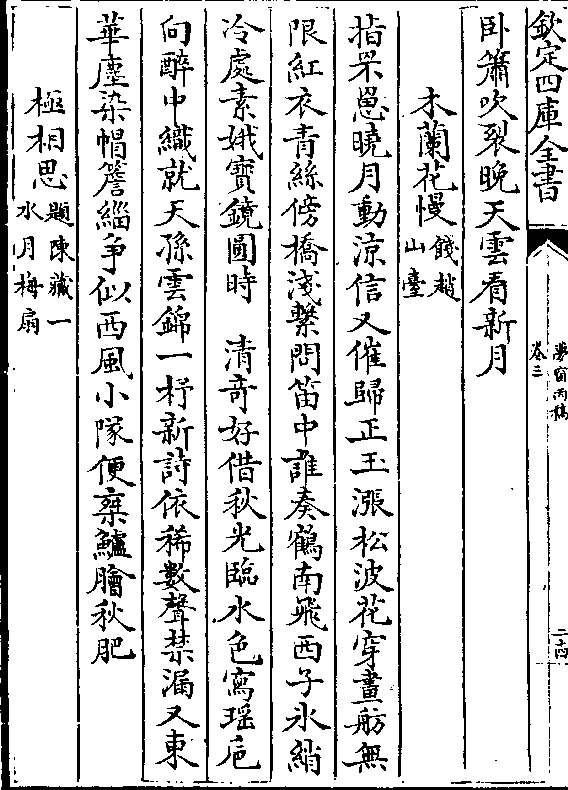 欽定四庫全書
夢窗丙稿
卷三
二十四
卧簫吹裂晚天雲看新月
木蘭花慢餞趙山臺
指罘罳曉月動涼信又催歸正玉漲松波花穿畫舫無
限紅衣青絲傍橋淺繫問笛中誰奏鶴南飛西子氷綃
冷處素娥寳鏡圓時　清竒好借秋光臨水色寫瑶巵
向醉中織就天孫雲錦一杼新詩依稀數聲禁漏又東
華塵染帽簷緇爭似西風小隊便乗鱸膾秋肥
極相思題陳藏一水月梅扇